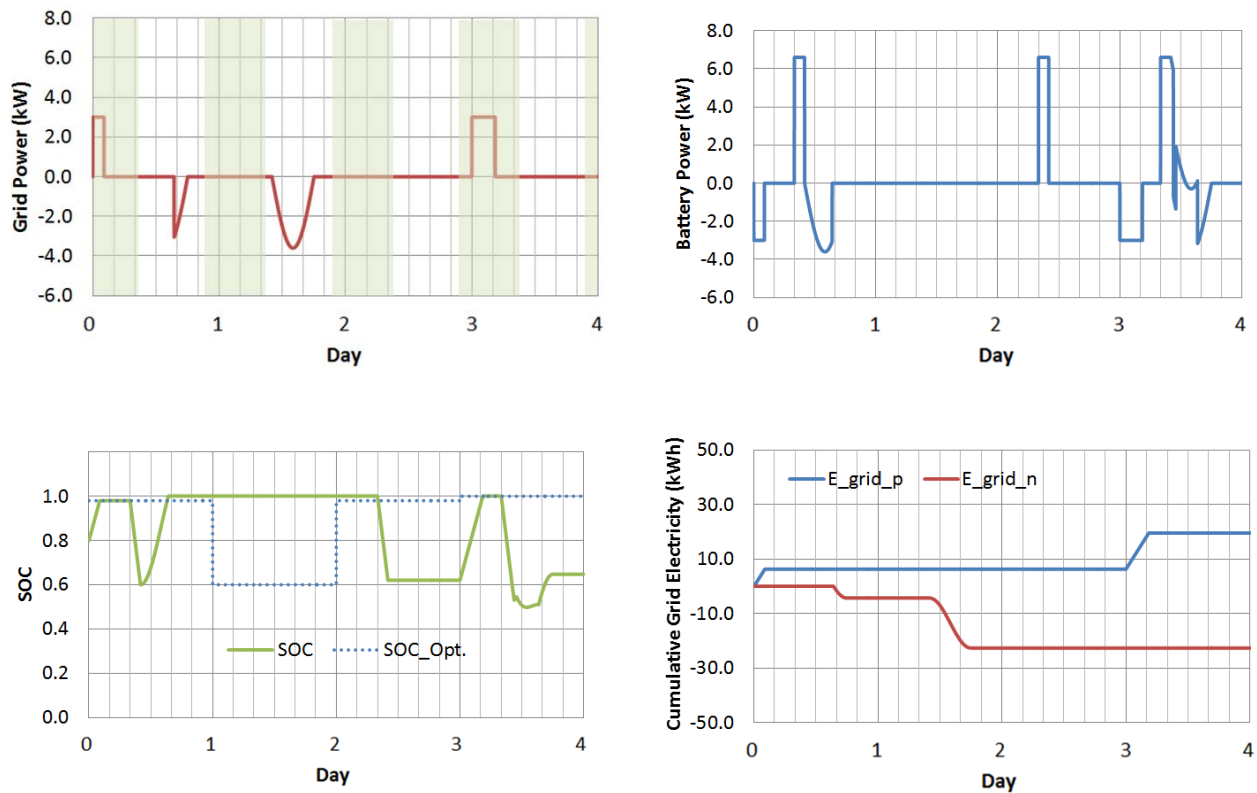 Grid Power (kW)
8.0
6.0
4.0
2.0
0.0
-2.0
-4.0
-6.0
0 1 2 3 4
Day
Battery Power (kW)
8.0
6.0
4.0
2.0
0.0
-2.0
-4.0
-6.0
0 1 2 3 4
Day
SOC
1.0
0.8
0.6
0.4
0.2
0.0
SOC SOC_Opt.
0 1 2 3 4
Day
Cumulative Grid Electricity (kWh)
50.0
30.0
10.0
-10.0
-30.0
-50.0
E_grid_p E_grid_n
0 1 2 3 4
Day